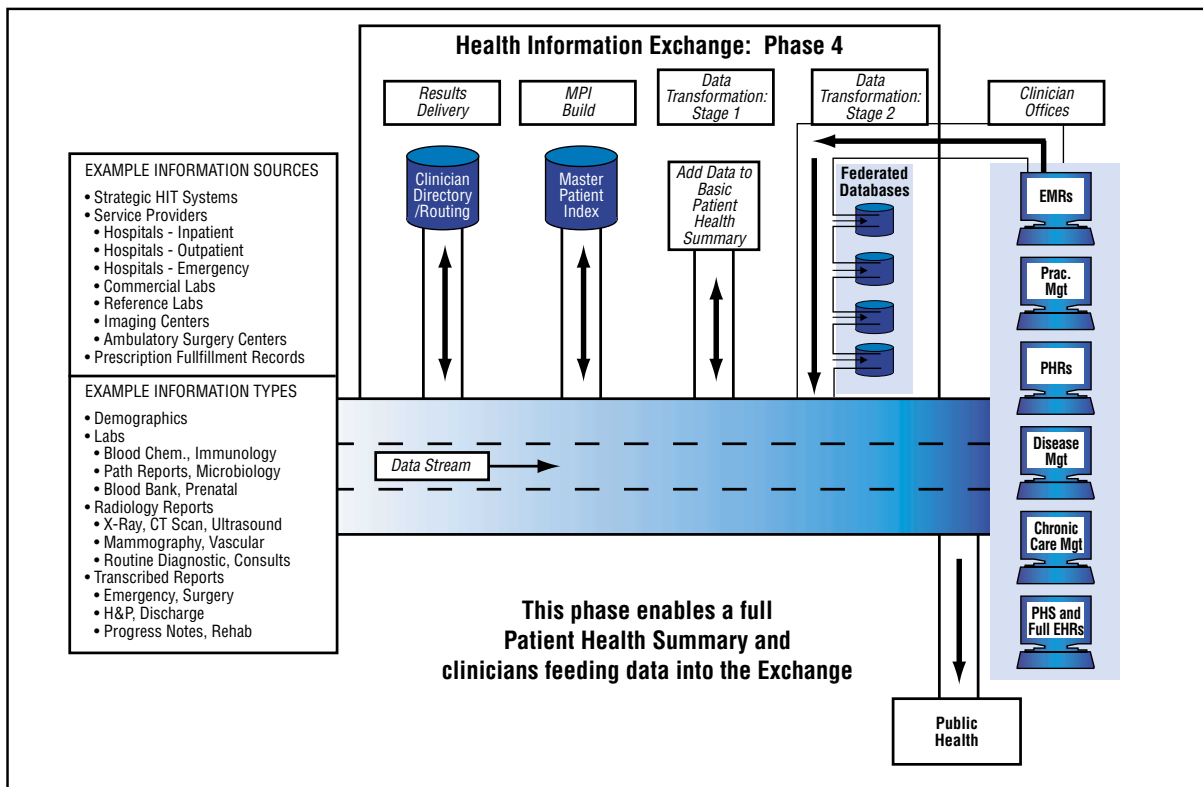 Health Information Exchange: Phase 4
Results
Delivery
MPI
Build
Data
Transformation:
Stage 1
Data
Transformation:
Stage 2
Clinician
Offices
EXAMPLE INFORMATION SOURCES
• Strategic HIT Systems
• Service Providers
• Hospitals - Inpatient
• Hospitals - Outpatient
• Hospitals - Emergency
• Commercial Labs
• Reference Labs
• Imaging Centers
• Ambulatory Surgery Centers
• Prescription Fullfillment Records
EXAMPLE INFORMATION TYPES
• Demographics
• Labs
• Blood Chem., Immunology
• Path Reports, Microbiology
• Blood Bank, Prenatal
• Radiology Reports
• X-Ray, CT Scan, Ultrasound
• Mammography, Vascular
• Routine Diagnostic, Consults
• Transcribed Reports
• Emergency, Surgery
• H&P, Discharge
• Progress Notes, Rehab
Clinician
Directory
/Routing
Master
Patient
Index
Add Data to
Basic
Patient
Health
Summary
Federated
Databases
EMRs
Prac.
Mgt
PHRs
Disease
Mgt
Chronic
Care Mgt
PHS and
Full EHRs
Data Stream
This phase enables a full
Patient Health Summary and
clinicians feeding data into the Exchange
Public
Health